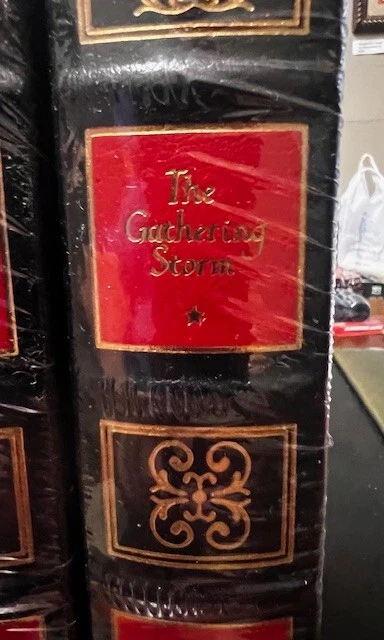 The
Gathering
Storm